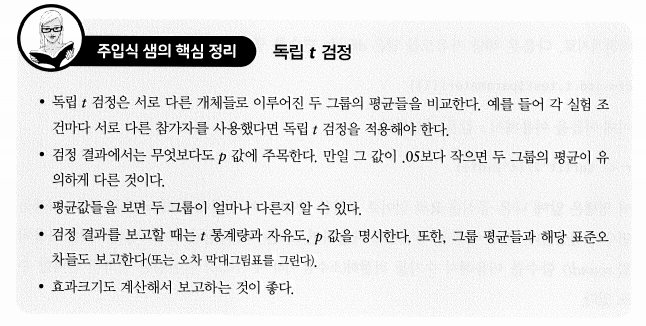 주입식 샘의 핵심 정리
독립 t 검정
• 독립 t 검정은 서로 다른 개체들로 이루어진 두 그룹의 평균들을 비교한다. 예를 들어 각 실험 조
건마다 서로 다른 참가자를 사용했다면 독립 t 검정을 적용해야 한다.
• 검정 결과에서는 무엇보다도 p 값에 주목한다. 만일 그 값이 .05보다 작으면 두 그룹의 평균이 유
의하게 다른 것이다.
• 평균값들을 보면 두 그룹이 얼마나 다른지 알 수 있다.
• 검정 결과를 보고할 때는 t 통계량과 자유도, p 값을 명시한다. 또한, 그룹 평균들과 해당 표준오
차들도 보고한다(또는 오차 막대그림표를 그린다).
• 효과크기도 계산해서 보고하는 것이 좋다.